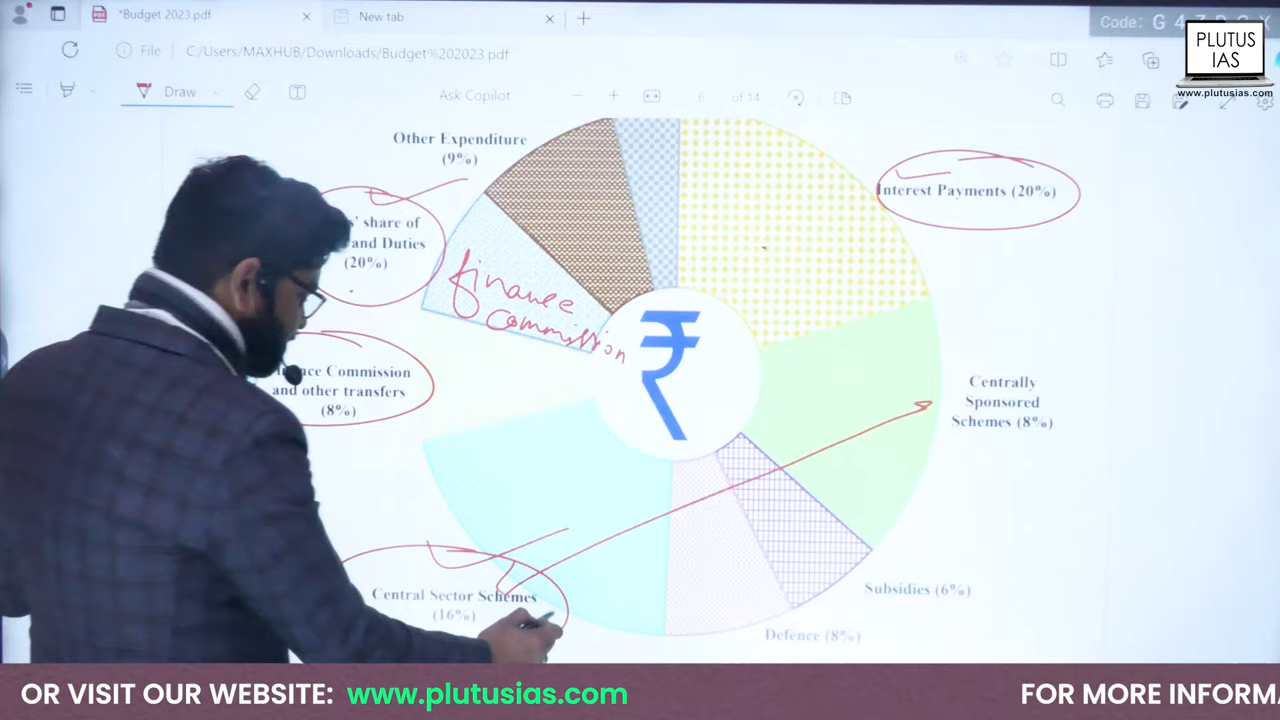 *Budget 2023.pdf
New tab
Code: G 4
PLUTUS
IAS
www.plutusias.com
File
C:/Users/MAXHUB/Downloads/Budget%202023.pdf
Draw
Ask Copilot
6 of 14
Other Expenditure
(9%)
share of
and Duties
(20%)
Interest Payments (20%)
finance
commission
₹
Commission
and other transfers
(8%)
Centrally
Sponsored
Schemes (8%)
Central Sector Schemes
(16%)
Subsidies (6%)
Defence (8%)
OR VISIT OUR WEBSITE: www.plutusias.com
FOR MORE INFORMA